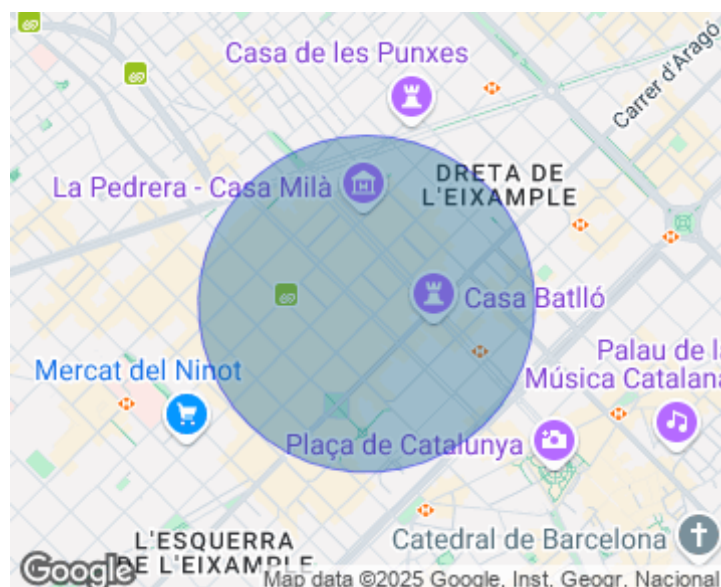 Casa de les Punxes
Carrer d'Aragó
La Pedrera - Casa Milà
DRETA DE
L'EIXAMPLE
Casa Batlló
Mercat del Ninot
Palau de la
Música Catalana
Plaça de Catalunya
L'ESQUERRA
DE L'EIXAMPLE
Catedral de Barcelona
Google
Map data ©2025 Google, Inst. Geogr. Nacional